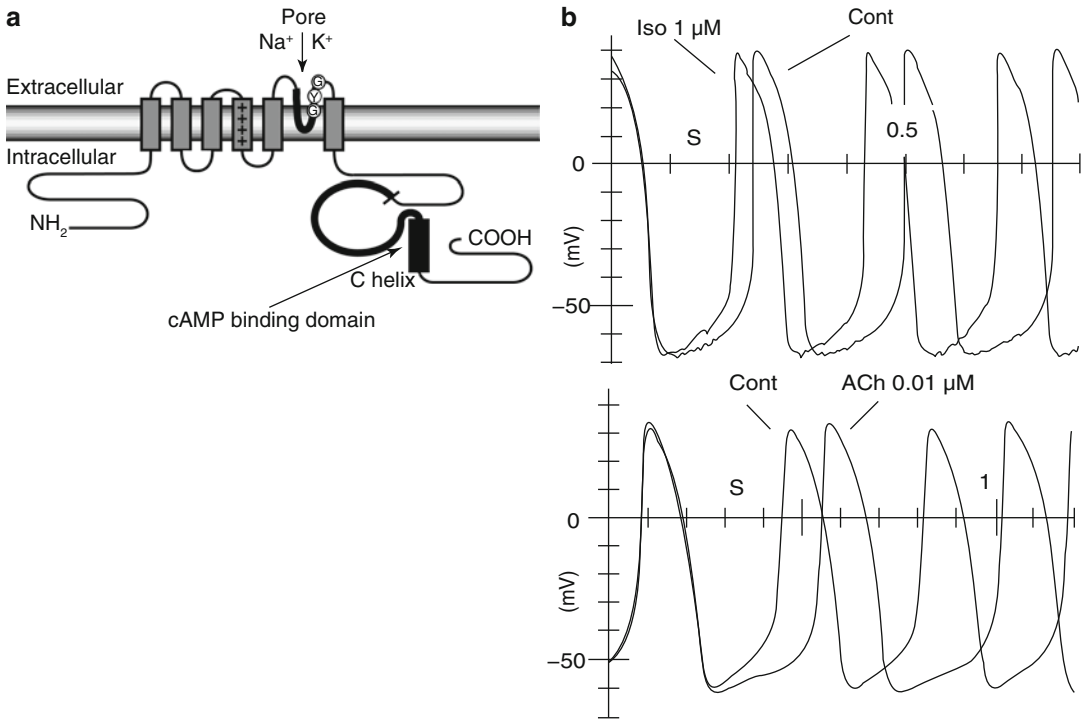 a
Pore
Na⁺ K⁺
Extracellular
G
Y
G
++++
Intracellular
NH₂
COOH
C helix
cAMP binding domain
b
Iso 1 µM
Cont
S
0.5
0
(mV)
−50
Cont
ACh 0.01 µM
S
1
0
(mV)
−50